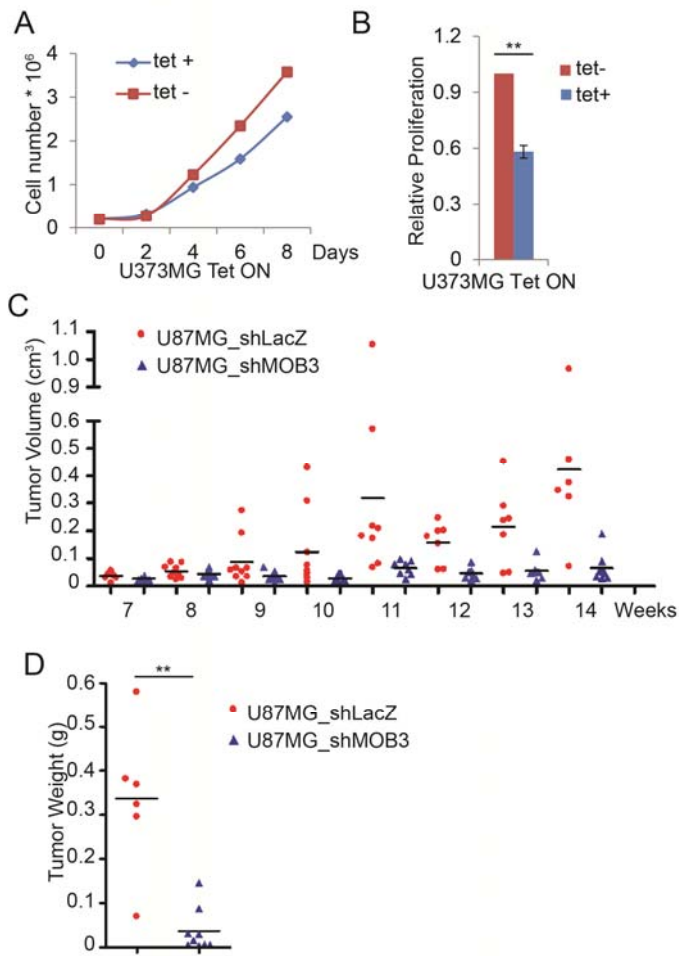 A
Cell number * 10⁶
4
3
2
1
0
tet +
tet -
0 2 4 6 8 Days
U373MG Tet ON
B
Relative Proliferation
1.2
0.9
0.6
0.3
0
**
tet-
tet+
U373MG Tet ON
C
Tumor Volume (cm³)
1.1
1.0
0.9
0.6
0.5
0.4
0.3
0.2
0.1
0
U87MG_shLacZ
U87MG_shMOB3
7 8 9 10 11 12 13 14 Weeks
D
Tumor Weight (g)
0.6
0.5
0.4
0.3
0.2
0.1
0
**
U87MG_shLacZ
U87MG_shMOB3